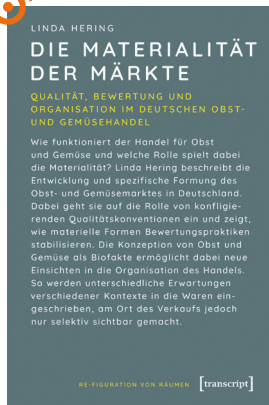 LINDA HERING
DIE MATERIALITÄT
DER MÄRKTE
QUALITÄT, BEWERTUNG UND
ORGANISATION IM DEUTSCHEN OBST-
UND GEMÜSEHANDEL
Wie funktioniert der Handel für Obst
und Gemüse und welche Rolle spielt dabei
die Materialität? Linda Hering beschreibt die
Entwicklung und spezifische Formung des
Obst- und Gemüsemarktes in Deutschland.
Dabei geht sie auf die Rolle von konfligie-
renden Qualitätskonventionen ein und zeigt,
wie materielle Formen Bewertungspraktiken
stabilisieren. Die Konzeption von Obst und
Gemüse als Biofakte ermöglicht dabei neue
Einsichten in die Organisation des Handels.
So werden unterschiedliche Erwartungen
verschiedener Kontexte in die Waren ein-
geschrieben, am Ort des Verkaufs jedoch
nur selektiv sichtbar gemacht.
RE-FIGURATION VON RÄUMEN [transcript]